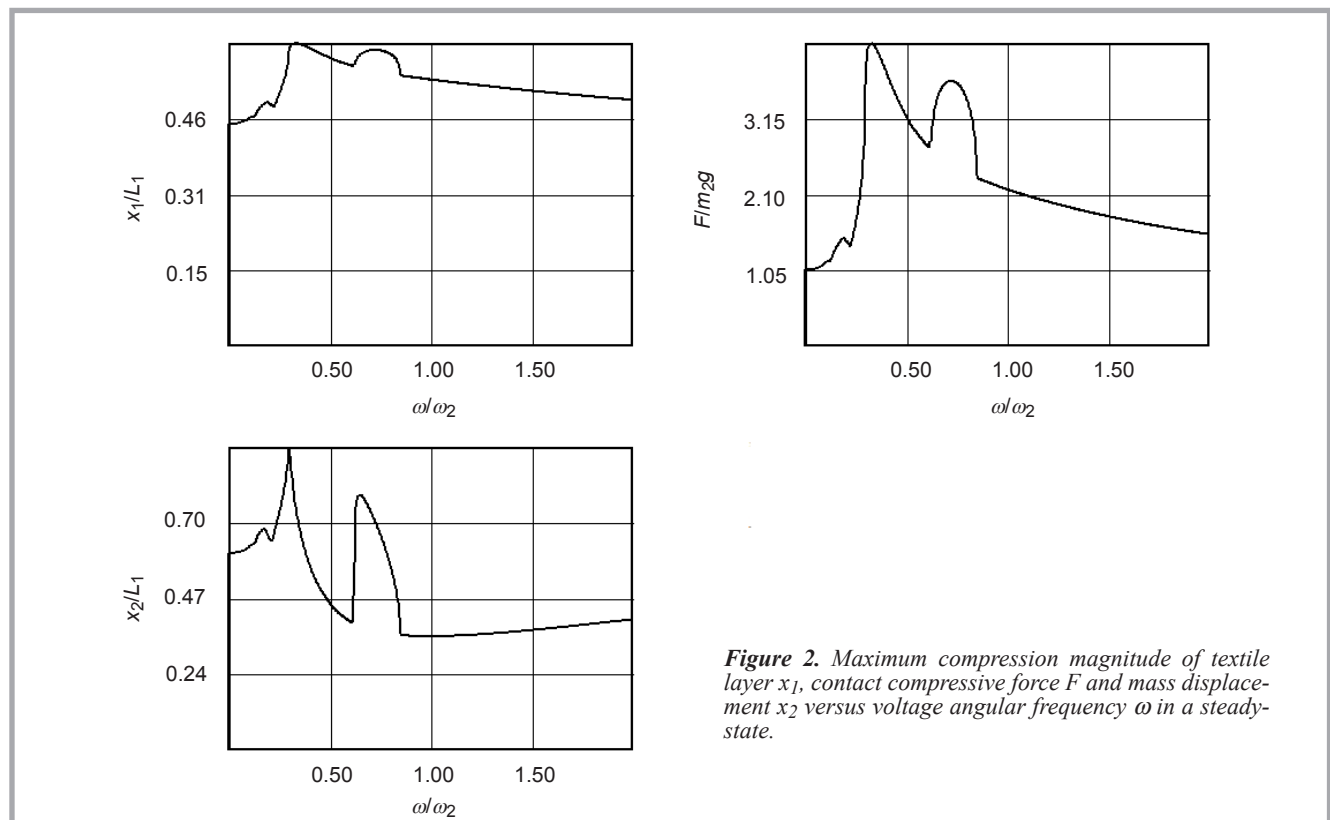 x1/L1
0.46
0.31
0.15
0.50 1.00 1.50
ω/ω2
F/m2g
3.15
2.10
1.05
0.50 1.00 1.50
ω/ω2
x2/L1
0.70
0.47
0.24
0.50 1.00 1.50
ω/ω2
Figure 2. Maximum compression magnitude of textile
layer x1, contact compressive force F and mass displace-
ment x2 versus voltage angular frequency ω in a steady-
state.